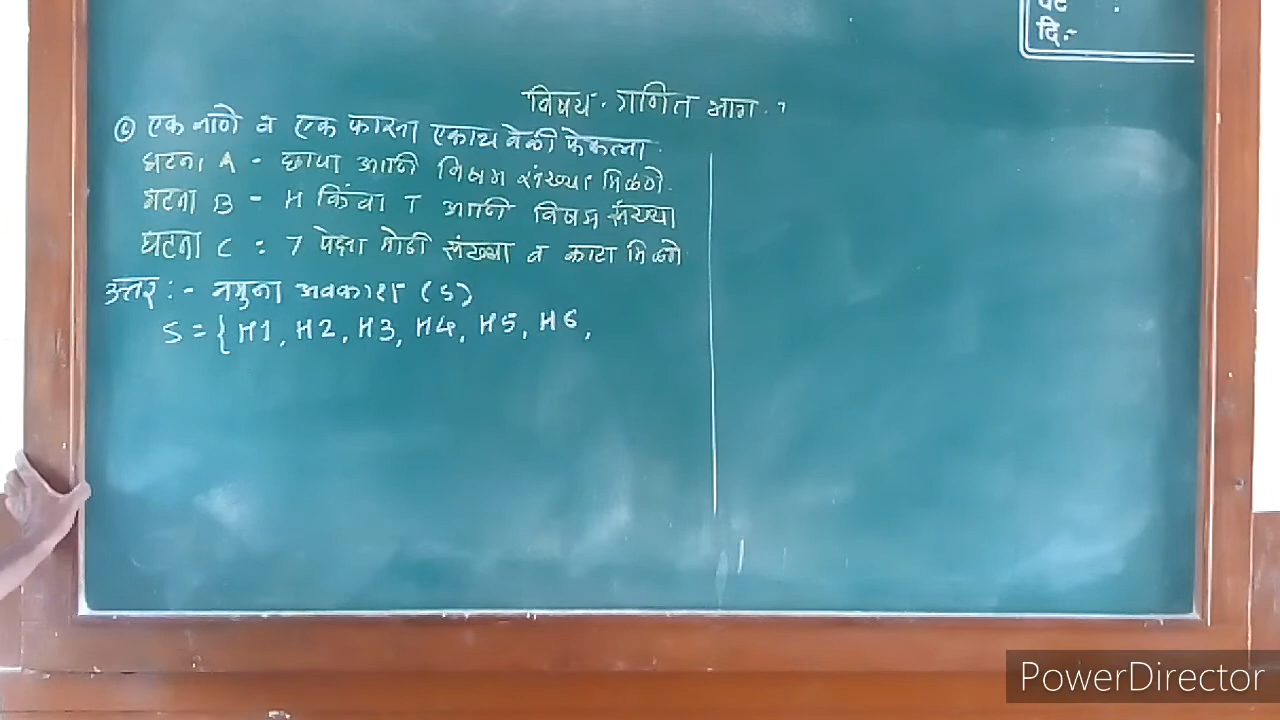 दि:-
विषय - गणित भाग - १
६) एक नाणे व एक फासा एकाच वेळी फेकला.
घटना A - छापा आणि विषम संख्या मिळणे.
घटना B - H किंवा T आणि विषम संख्या
घटना C : 7 पेक्षा मोठी संख्या व काटा मिळणे
उत्तर :- नमुना अवकाश (S)
S = { H1, H2, H3, H4, H5, H6,
PowerDirector